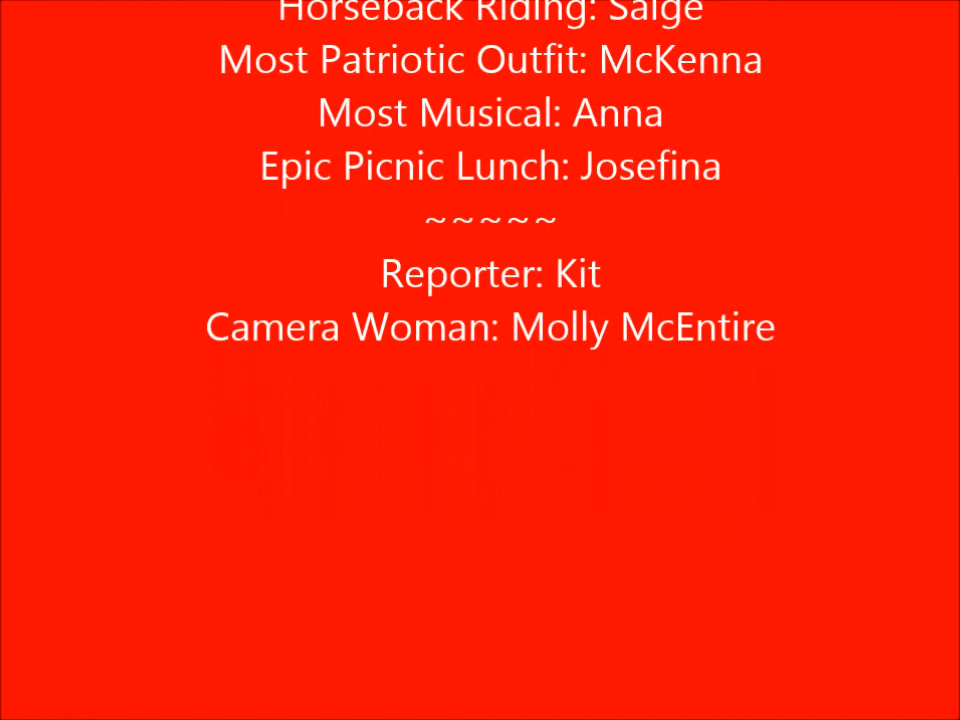 Horseback Riding: Saige
Most Patriotic Outfit: McKenna
Most Musical: Anna
Epic Picnic Lunch: Josefina
~~~~~
Reporter: Kit
Camera Woman: Molly McEntire